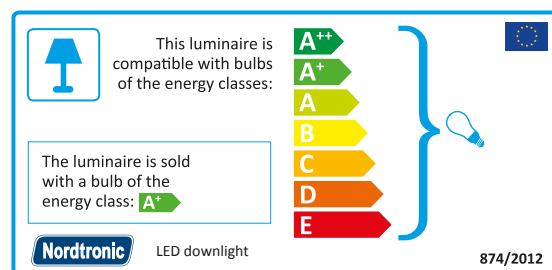 This luminaire is
compatible with bulbs
of the energy classes:
A++
A+
A
B
C
D
E
The luminaire is sold
with a bulb of the
energy class: A+
Nordtronic
LED downlight
874/2012